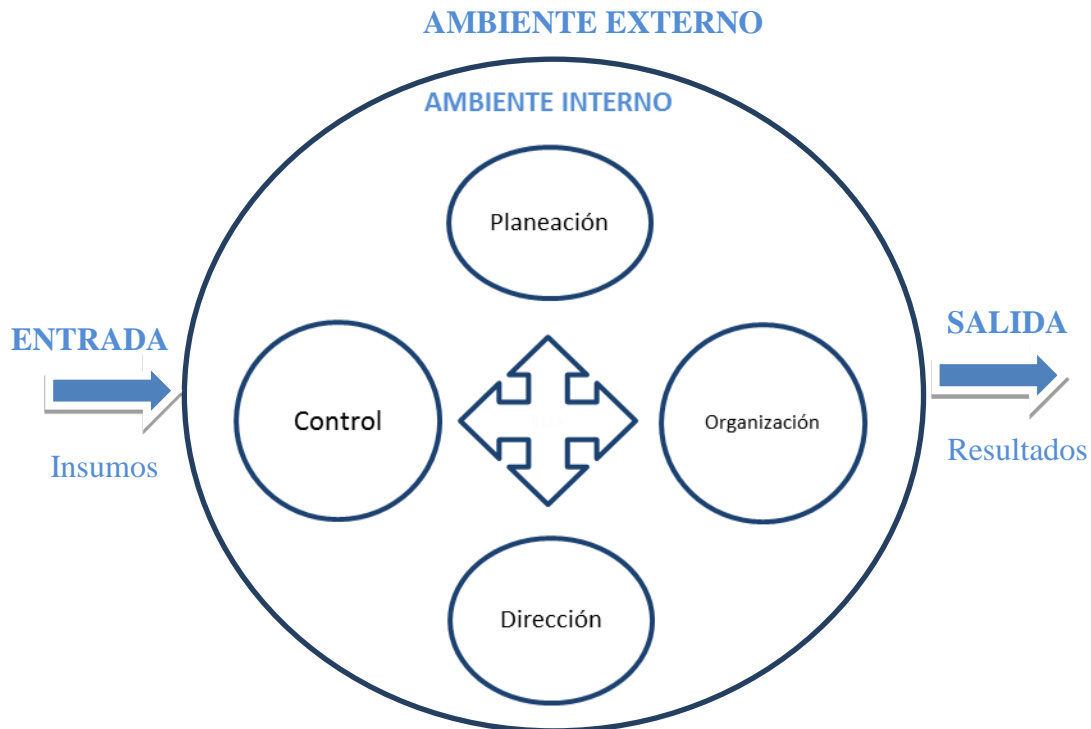 AMBIENTE EXTERNO
AMBIENTE INTERNO
Planeación
ENTRADA
SALIDA
Control
Organización
Insumos
Resultados
Dirección